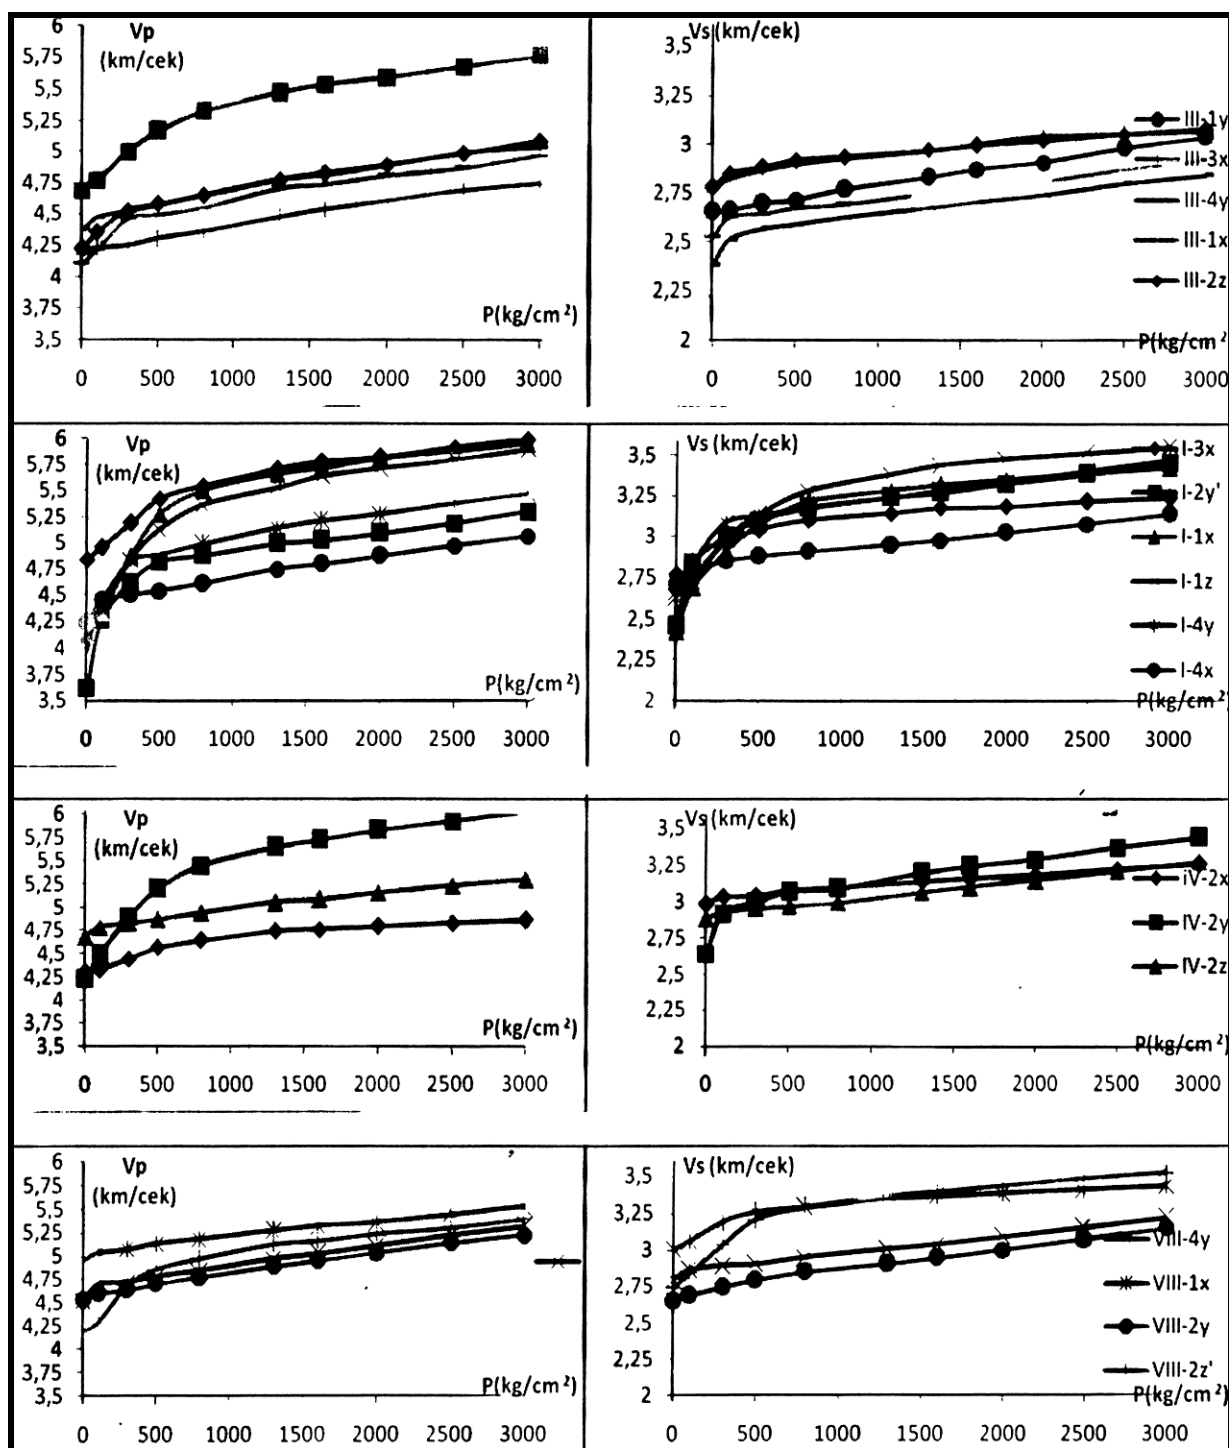 6
Vp
5,75
(km/cek)
5,5
5,25
5
4,75
4,5
4,25
4
3,75
P(kg/cm²)
3,5
0 500 1000 1500 2000 2500 3000
Vs (km/cek)
3,5
3,25
III-1y
3
III-3x
2,75
III-4y
2,5
III-1x
2,25
III-2z
2
P(kg/cm²
0 500 1000 1500 2000 2500 3000
6
Vp
5,75
(km/cek)
5,5
5,25
5
4,75
4,5
4,25
4
3,75
P(kg/cm²)
3,5
0 500 1000 1500 2000 2500 3000
3,5
Vs (km/cek)
I-3x
3,25
I-2y'
3
I-1x
2,75
I-1z
2,5
I-4y
2,25
I-4x
2
P(kg/cm²)
0 500 1000 1500 2000 2500 3000
6
Vp
5,75
(km/cek)
5,5
5,25
5
4,75
4,5
4,25
4
3,75
P(kg/cm²)
3,5
0 500 1000 1500 2000 2500 3000
3,5
Vs (km/cek)
3,25
iV-2x
3
IV-2y
2,75
IV-2z
2,5
2,25
2
P(kg/cm²)
0 500 1000 1500 2000 2500 3000
6
Vp
5,75
(km/cek)
5,5
5,25
5
4,75
4,5
4,25
4
3,75
P(kg/cm²)
3,5
0 500 1000 1500 2000 2500 3000
Vs (km/cek)
3,5
3,25
3
VIII-4y
2,75
VIII-1x
2,5
VIII-2y
2,25
VIII-2z'
2
P(kg/cm²)
0 500 1000 1500 2000 2500 3000